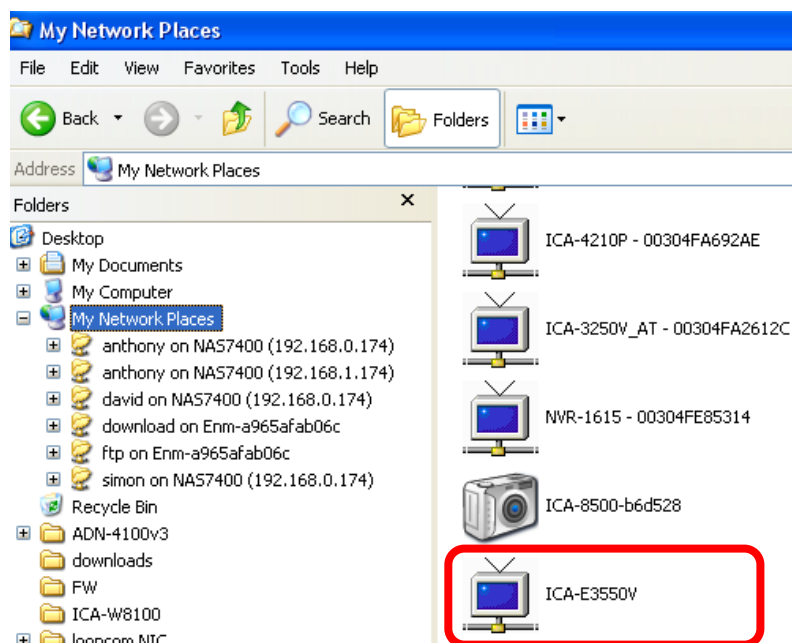 My Network Places
File Edit View Favorites Tools Help
Back Search Folders
Address My Network Places
Folders
Desktop
My Documents
My Computer
My Network Places
anthony on NAS7400 (192.168.0.174)
anthony on NAS7400 (192.168.1.174)
david on NAS7400 (192.168.0.174)
download on Enm-a965afab06c
ftp on Enm-a965afab06c
simon on NAS7400 (192.168.0.174)
Recycle Bin
ADN-4100v3
downloads
FW
ICA-W8100
loopcom NIC
ICA-4210P - 00304FA692AE
ICA-3250V_AT - 00304FA2612C
NVR-1615 - 00304FE85314
ICA-8500-b6d528
ICA-E3550V